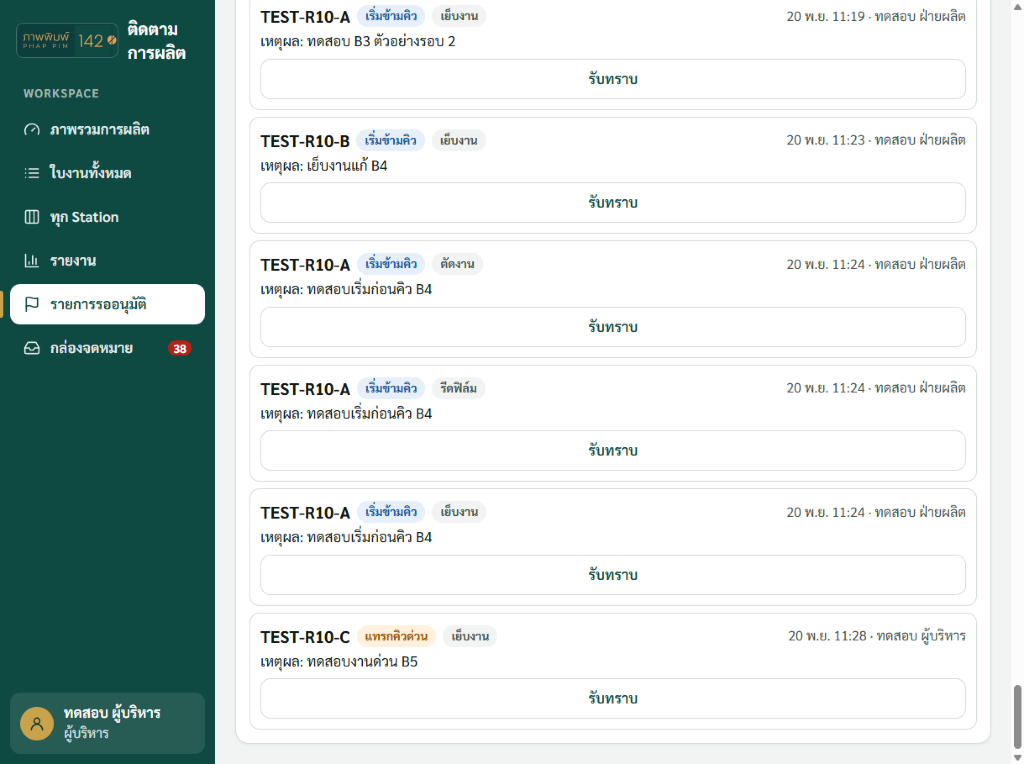 ภาพพิมพ์
PHAP PIM
142
ติดตาม
การผลิต
WORKSPACE
ภาพรวมการผลิต
ใบงานทั้งหมด
ทุก Station
รายงาน
รายการรออนุมัติ
กล่องจดหมาย 38
ทดสอบ ผู้บริหาร
ผู้บริหาร
TEST-R10-A เริ่มข้ามคิว เย็บงาน 20 พ.ย. 11:19 · ทดสอบ ฝ่ายผลิต
เหตุผล: ทดสอบ B3 ตัวอย่างรอบ 2
รับทราบ
TEST-R10-B เริ่มข้ามคิว เย็บงาน 20 พ.ย. 11:23 · ทดสอบ ฝ่ายผลิต
เหตุผล: เย็บงานแก้ B4
รับทราบ
TEST-R10-A เริ่มข้ามคิว ตัดงาน 20 พ.ย. 11:24 · ทดสอบ ฝ่ายผลิต
เหตุผล: ทดสอบเริ่มก่อนคิว B4
รับทราบ
TEST-R10-A เริ่มข้ามคิว รีดฟิล์ม 20 พ.ย. 11:24 · ทดสอบ ฝ่ายผลิต
เหตุผล: ทดสอบเริ่มก่อนคิว B4
รับทราบ
TEST-R10-A เริ่มข้ามคิว เย็บงาน 20 พ.ย. 11:24 · ทดสอบ ฝ่ายผลิต
เหตุผล: ทดสอบเริ่มก่อนคิว B4
รับทราบ
TEST-R10-C แทรกคิวด่วน เย็บงาน 20 พ.ย. 11:28 · ทดสอบ ผู้บริหาร
เหตุผล: ทดสอบงานด่วน B5
รับทราบ